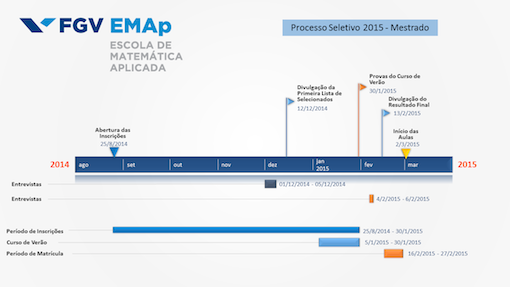 FGV EMAp
ESCOLA DE
MATEMÁTICA
APLICADA
Processo Seletivo 2015 - Mestrado
Provas do Curso de
Verão
30/1/2015
Divulgação da
Primeira Lista de
Selecionados
12/12/2014
Divulgação do
Resultado Final
13/2/2015
Abertura das
Inscrições
25/8/2014
Início das
Aulas
2/3/2015
2014
ago
set
out
nov
dez
jan
2015
fev
mar
2015
Entrevistas
01/12/2014 - 05/12/2014
Entrevistas
4/2/2015 - 6/2/2015
Período de Inscrições
25/8/2014 - 30/1/2015
Curso de Verão
5/1/2015 - 30/1/2015
Período de Matrícula
16/2/2015 - 27/2/2015